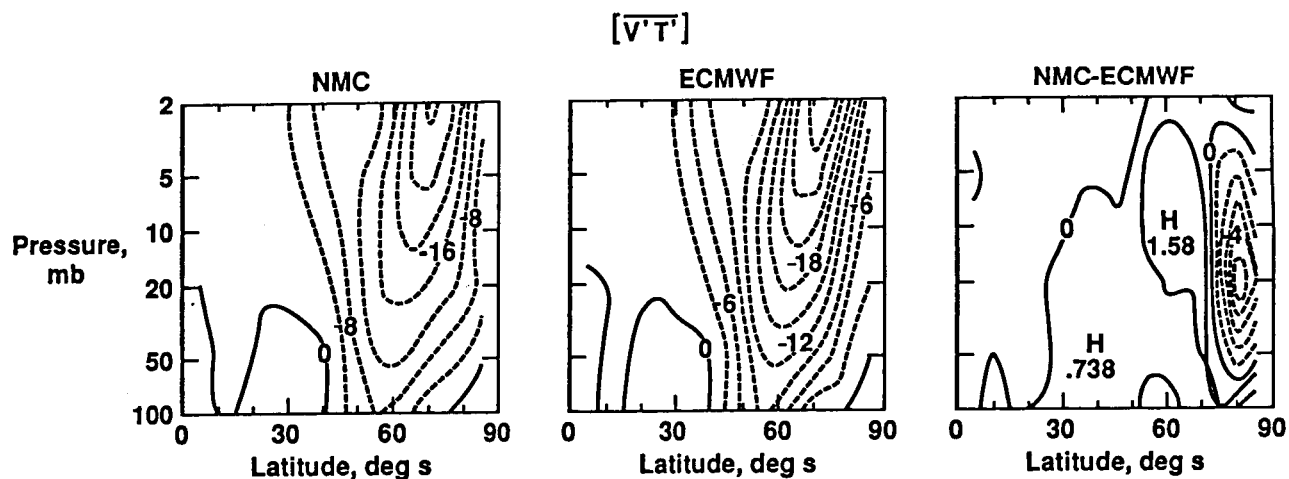 [V'T']
NMC
ECMWF
NMC-ECMWF
Pressure, mb
2
5
10
20
50
100
-8
-16
-8
0
0 30 60 90
Latitude, deg s
-6
-18
-6
-12
0
0 30 60 90
Latitude, deg s
0
0
H
1.58
-4
H
.738
0 30 60 90
Latitude, deg s